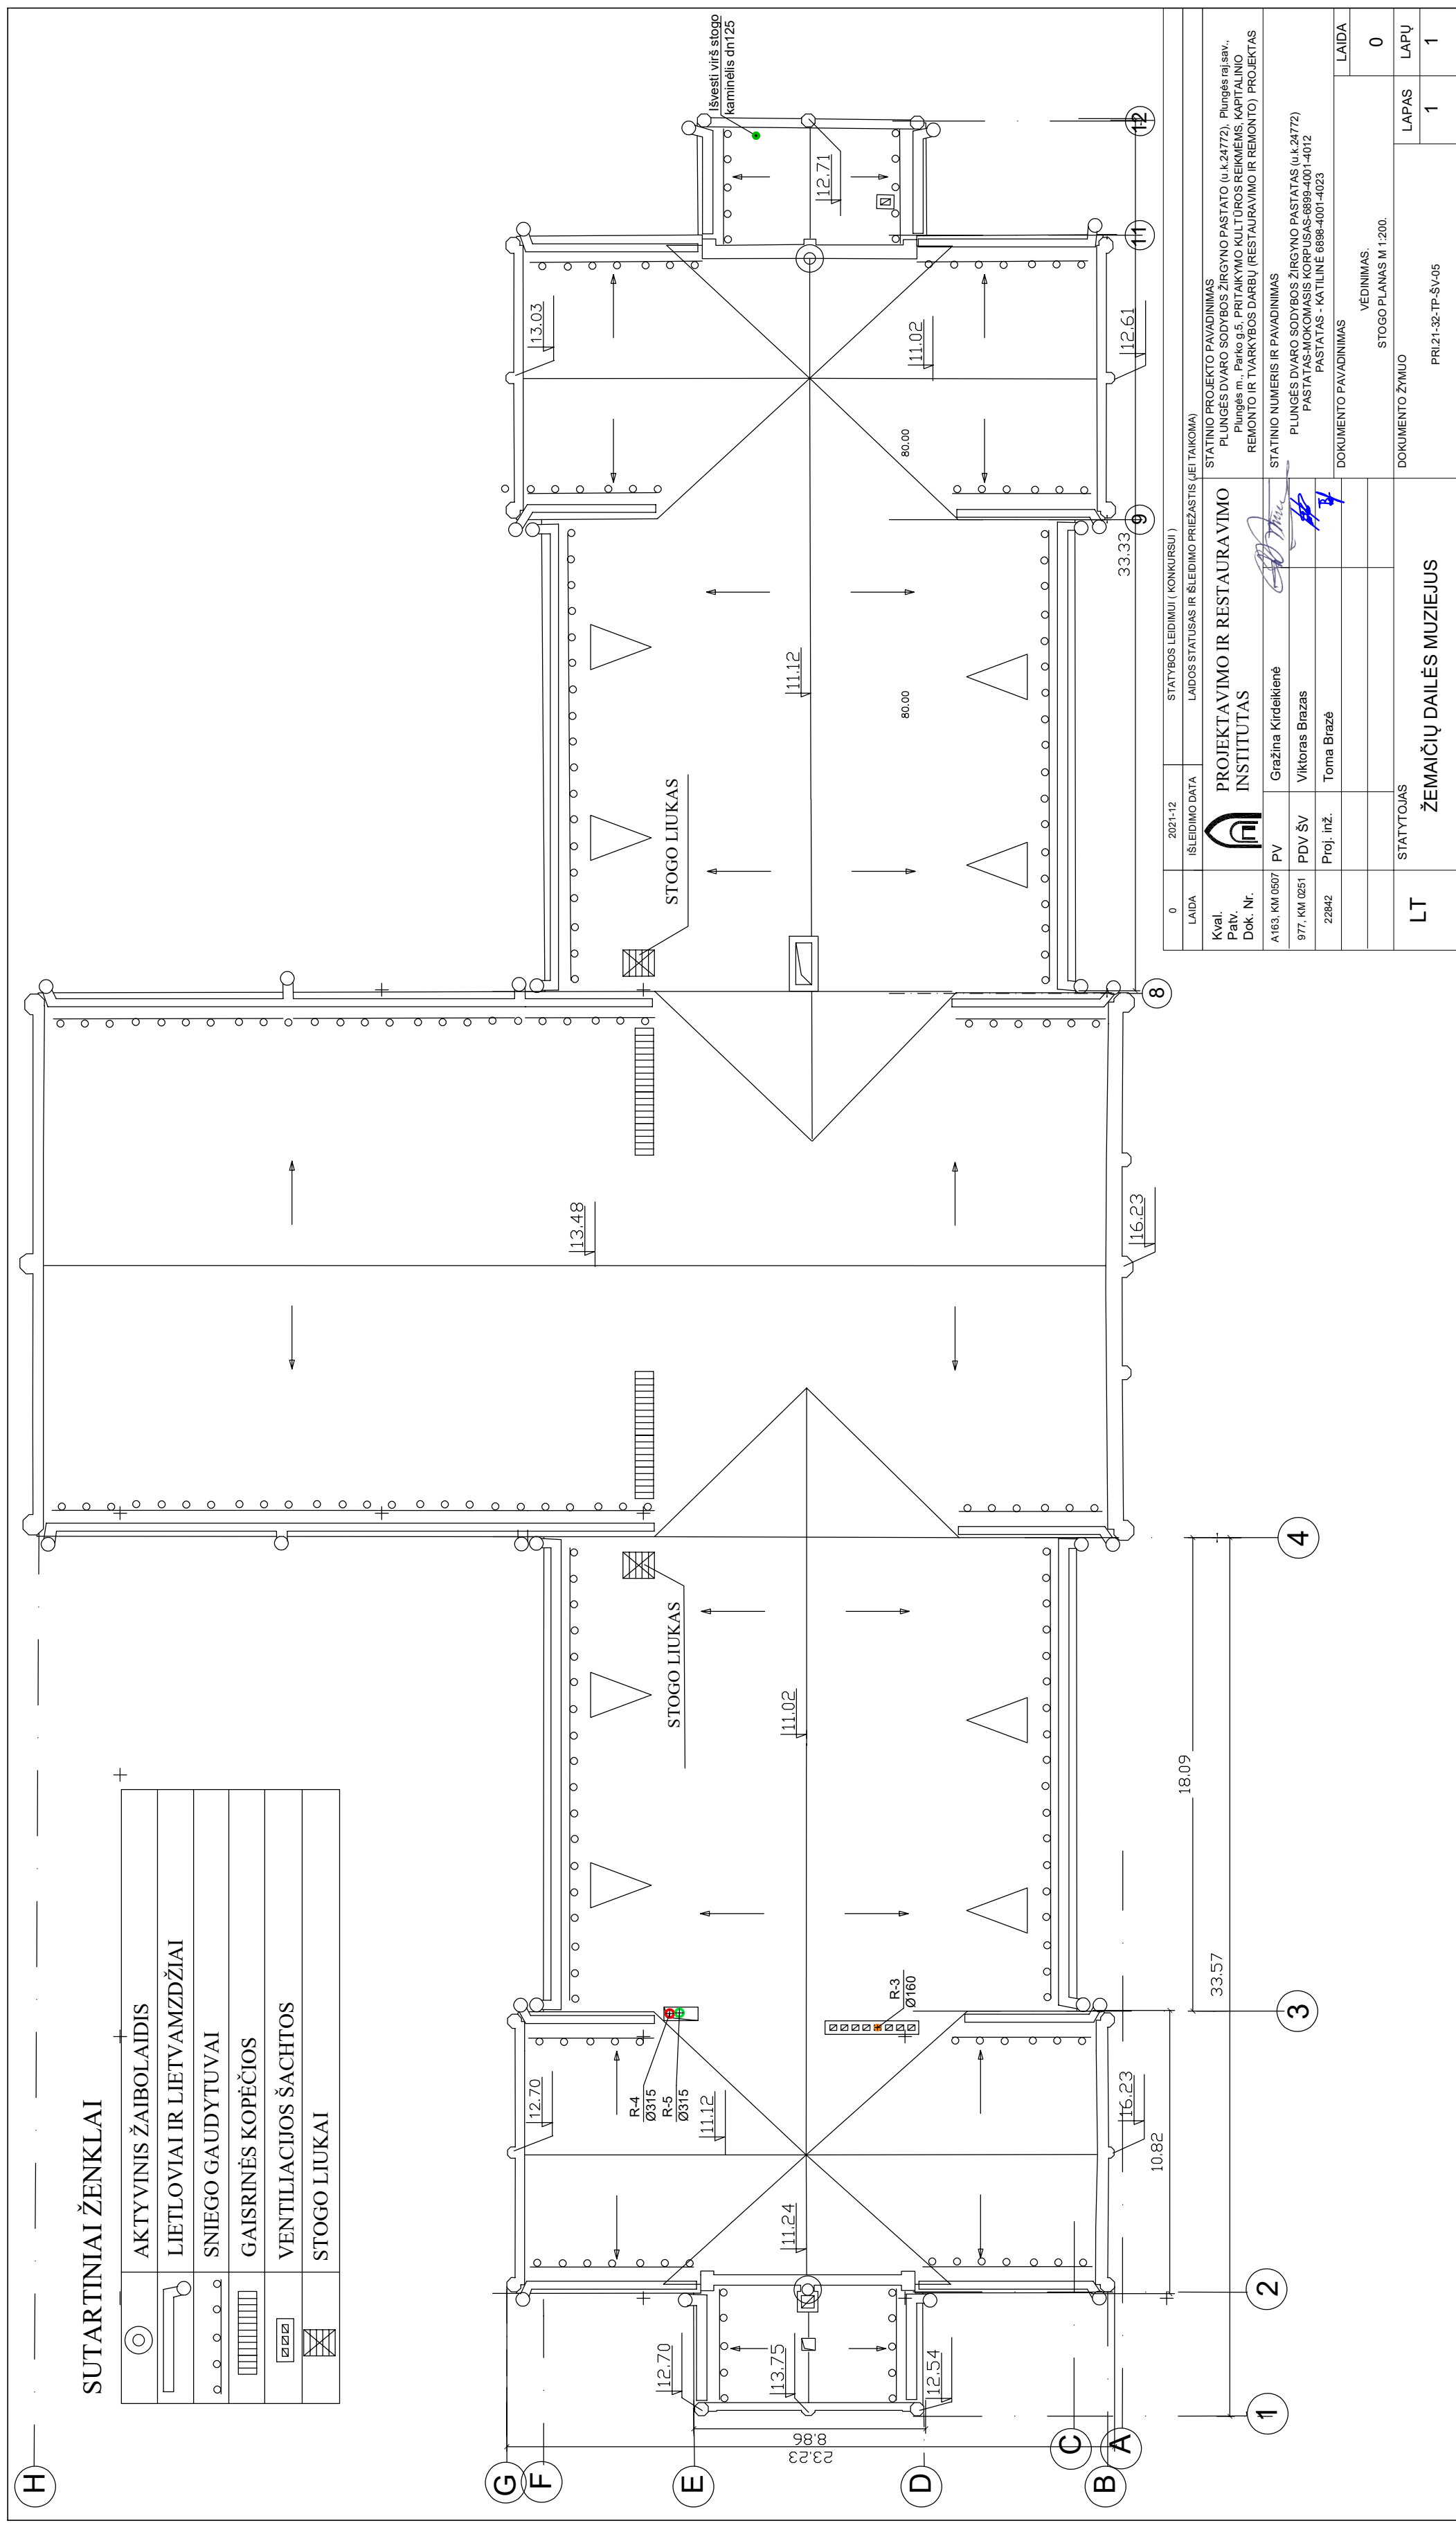 SUTARTINIAI ŽENKLAI
AKTYVINIS ŽAIBOLAIDIS
LIETLOVIAI IR LIETVAMZDŽIAI
SNIEGO GAUDYTUVAI
GAISRINĖS KOPĖČIOS
VENTILIACIJOS ŠACHTOS
STOGO LIUKAI
H
G
F
E
D
C
B
A
1
2
3
4
8
9
11
12
Išvesti virš stogo
kaminėlis dn125
13.03
12.71
11.02
12.61
80.00
33.33
11.12
80.00
STOGO LIUKAS
13.48
16.23
STOGO LIUKAS
11.02
18.09
33.57
R-3
Ø160
R-4
Ø315
R-5
Ø315
12.70
11.12
16.23
10.82
11.24
12.70
13.75
12.54
8.86
23.23
0
2021-12
STATYBOS LEIDIMUI ( KONKURSUI )
LAIDA
IŠLEIDIMO DATA
LAIDOS STATUSAS IR IŠLEIDIMO PRIEŽASTIS (JEI TAIKOMA)
Kval.
Patv.
Dok. Nr.
PROJEKTAVIMO IR RESTAURAVIMO
INSTITUTAS
STATINIO PROJEKTO PAVADINIMAS
PLUNGĖS DVARO SODYBOS ŽIRGYNO PASTATO (u.k.24772), Plungės raj.sav.,
Plungės m., Parko g.5, PRITAIKYMO KULTŪROS REIKMĖMS, KAPITALINIO
REMONTO IR TVARKYBOS DARBŲ (RESTAURAVIMO IR REMONTO) PROJEKTAS
A163, KM 0507
PV
Gražina Kirdeikienė
STATINIO NUMERIS IR PAVADINIMAS
PLUNGĖS DVARO SODYBOS ŽIRGYNO PASTATAS (u.k.24772)
PASTATAS-MOKOMASIS KORPUSAS-6899-4001-4012
PASTATAS - KATILINĖ 6898-4001-4023
977, KM 0251
PDV ŠV
Viktoras Brazas
22842
Proj. inž.
Toma Brazė
DOKUMENTO PAVADINIMAS
VĖDINIMAS.
STOGO PLANAS M 1:200.
LAIDA
0
LT
STATYTOJAS
ŽEMAIČIŲ DAILĖS MUZIEJUS
DOKUMENTO ŽYMUO
PRI.21-32-TP-ŠV-05
LAPAS
LAPŲ
1
1